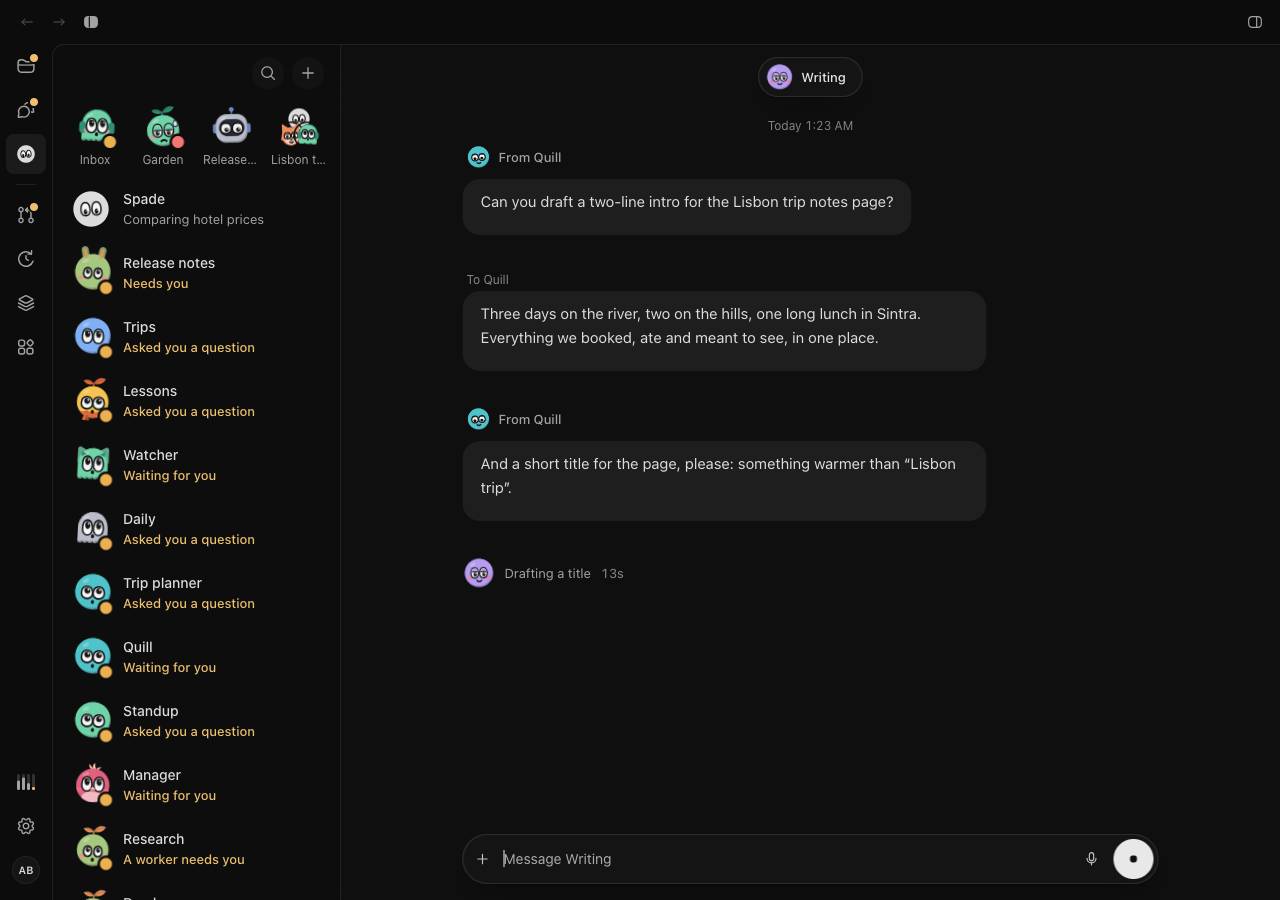 Inbox
Garden
Release...
Lisbon t...
Spade
Comparing hotel prices
Release notes
Needs you
Trips
Asked you a question
Lessons
Asked you a question
Watcher
Waiting for you
Daily
Asked you a question
Trip planner
Asked you a question
Quill
Waiting for you
Standup
Asked you a question
Manager
Waiting for you
Research
A worker needs you
AB
Writing
Today 1:23 AM
From Quill
Can you draft a two-line intro for the Lisbon trip notes page?
To Quill
Three days on the river, two on the hills, one long lunch in Sintra.
Everything we booked, ate and meant to see, in one place.
From Quill
And a short title for the page, please: something warmer than “Lisbon
trip”.
Drafting a title 13s
Message Writing